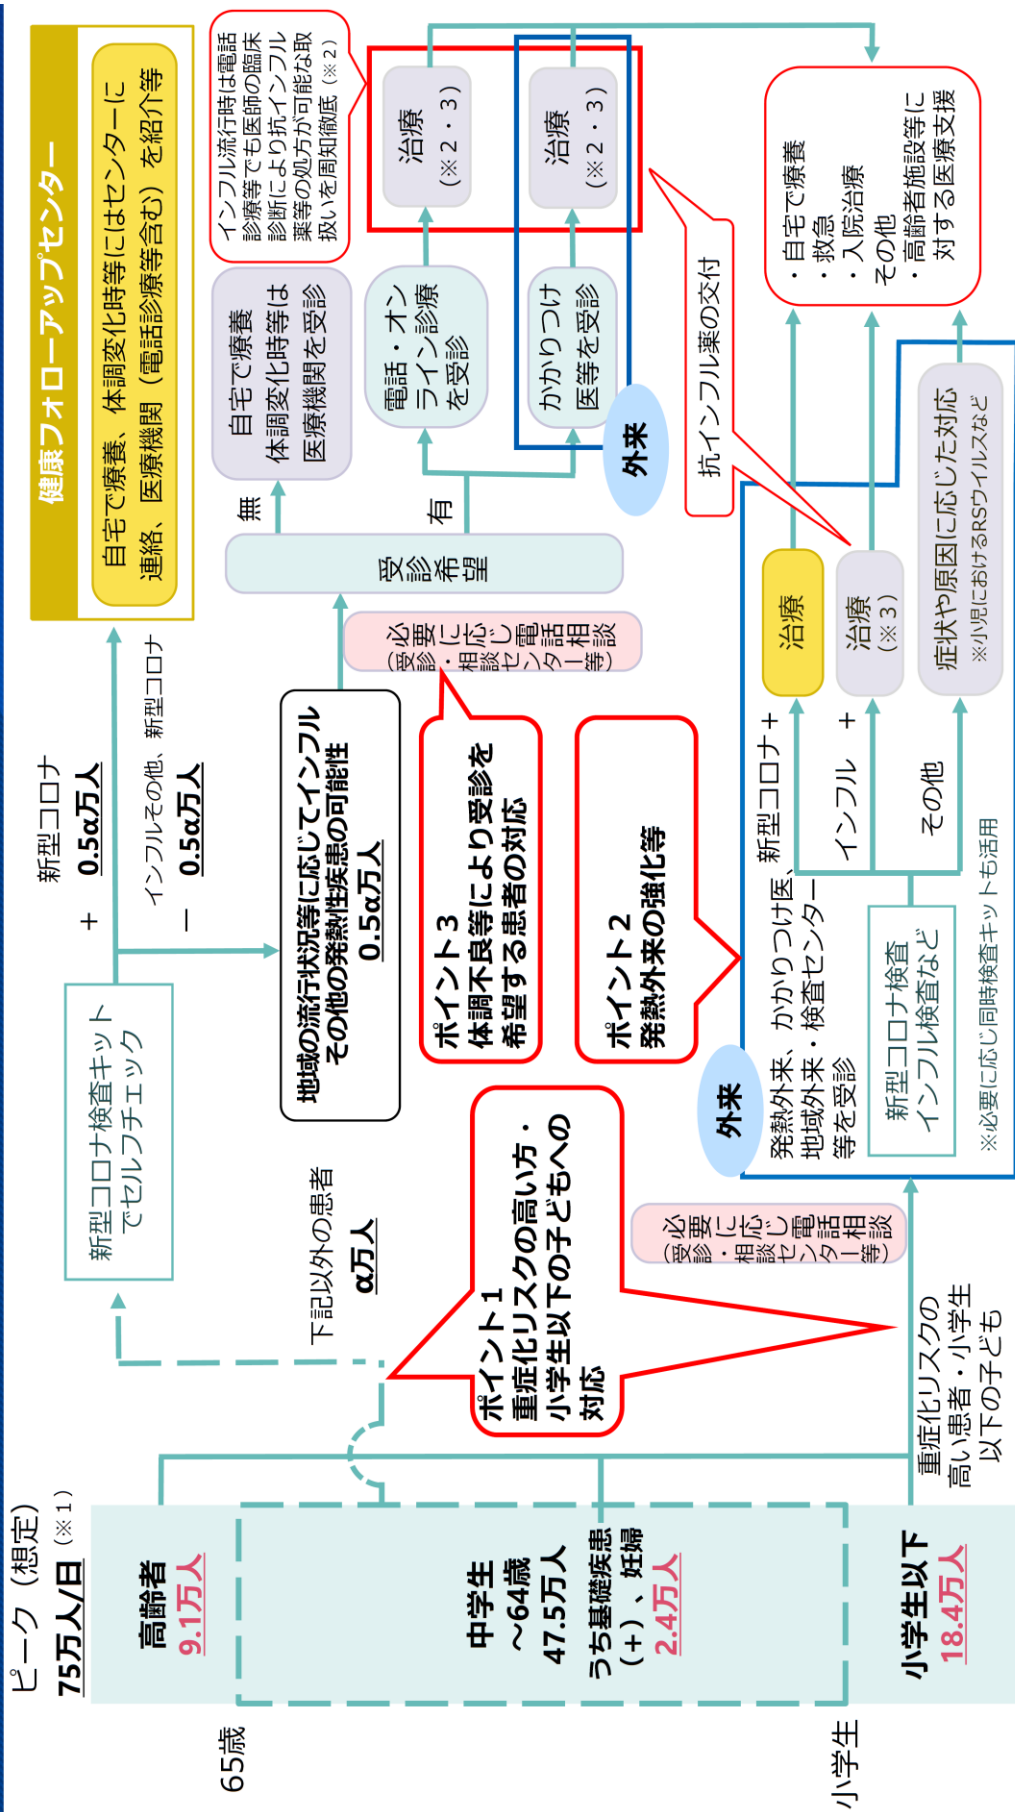 ピーク（想定）
75万人/日（※１）
65歳
小学生
高齢者
9.1万人
中学生
～64歳
47.5万人
うち基礎疾患
（＋）、妊婦
2.4万人
小学生以下
18.4万人
下記以外の患者
α万人
重症化リスクの
高い患者・小学生
以下の子ども
新型コロナ検査キット
でセルフチェック
＋
新型コロナ
0.5α万人
－
インフルその他、新型コロナ
0.5α万人
健康フォローアップセンター
自宅で療養、体調変化時等にはセンターに
連絡、医療機関（電話診療等含む）を紹介等
地域の流行状況等に応じてインフル
その他の発熱性疾患の可能性
0.5α万人
必要に応じ電話相談
（受診・相談センター等）
受診希望
無
有
自宅で療養
体調変化時等は
医療機関を受診
インフル流行時は電話
診療等でも医師の臨床
診断により抗インフル
薬等の処方が可能な取
扱いを周知徹底（※２）
電話・オン
ライン診療
を受診
治療
（※２・３）
かかりつけ
医等を受診
治療
（※２・３）
外来
ポイント１
重症化リスクの高い方・
小学生以下の子どもへの
対応
ポイント３
体調不良等により受診を
希望する患者の対応
ポイント２
発熱外来の強化等
必要に応じ電話相談
（受診・相談センター等）
外来
発熱外来、かかりつけ医、
地域外来・検査センター
等を受診
新型コロナ検査
インフル検査など
※必要に応じ同時検査キットも活用
新型コロナ＋
インフル　＋
その他
治療
治療
（※３）
症状や原因に応じた対応
※小児におけるRSウイルスなど
抗インフル薬の交付
・自宅で療養
・救急
・入院治療
その他
・高齢者施設等に
対する医療支援